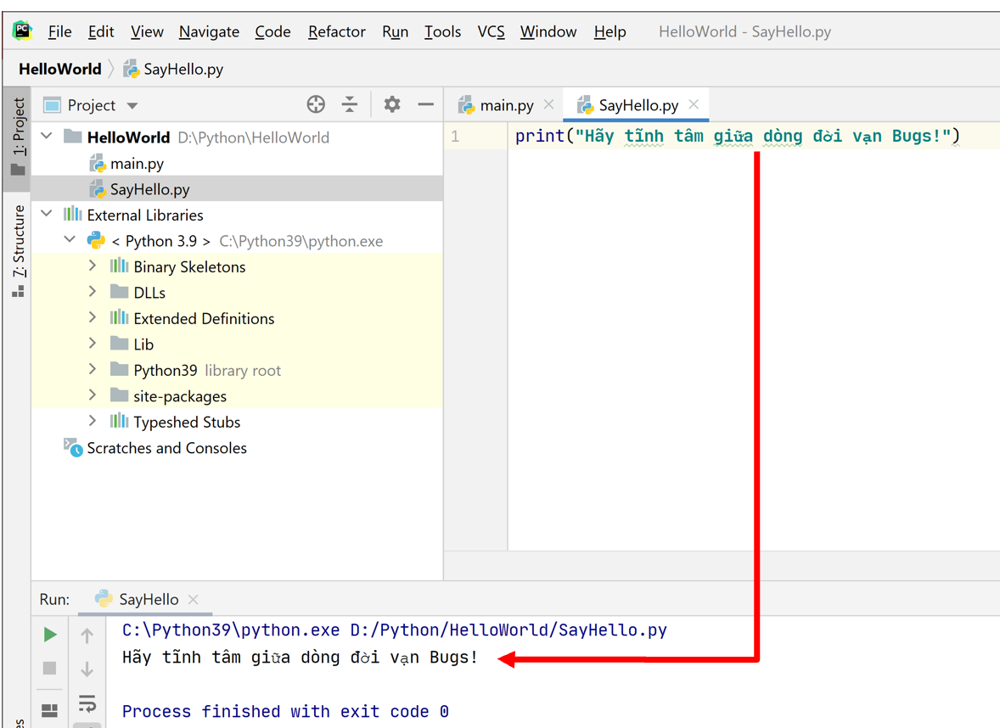 File Edit View Navigate Code Refactor Run Tools VCS Window Help HelloWorld - SayHello.py
HelloWorld SayHello.py
1: Project
Z: Structure
Project
HelloWorld D:\Python\HelloWorld
main.py
SayHello.py
External Libraries
< Python 3.9 > C:\Python39\python.exe
Binary Skeletons
DLLs
Extended Definitions
Lib
Python39 library root
site-packages
Typeshed Stubs
Scratches and Consoles
main.py SayHello.py
1 print("Hãy tĩnh tâm giữa dòng đời vạn Bugs!")
Run: SayHello
C:\Python39\python.exe D:/Python/HelloWorld/SayHello.py
Hãy tĩnh tâm giữa dòng đời vạn Bugs!
Process finished with exit code 0